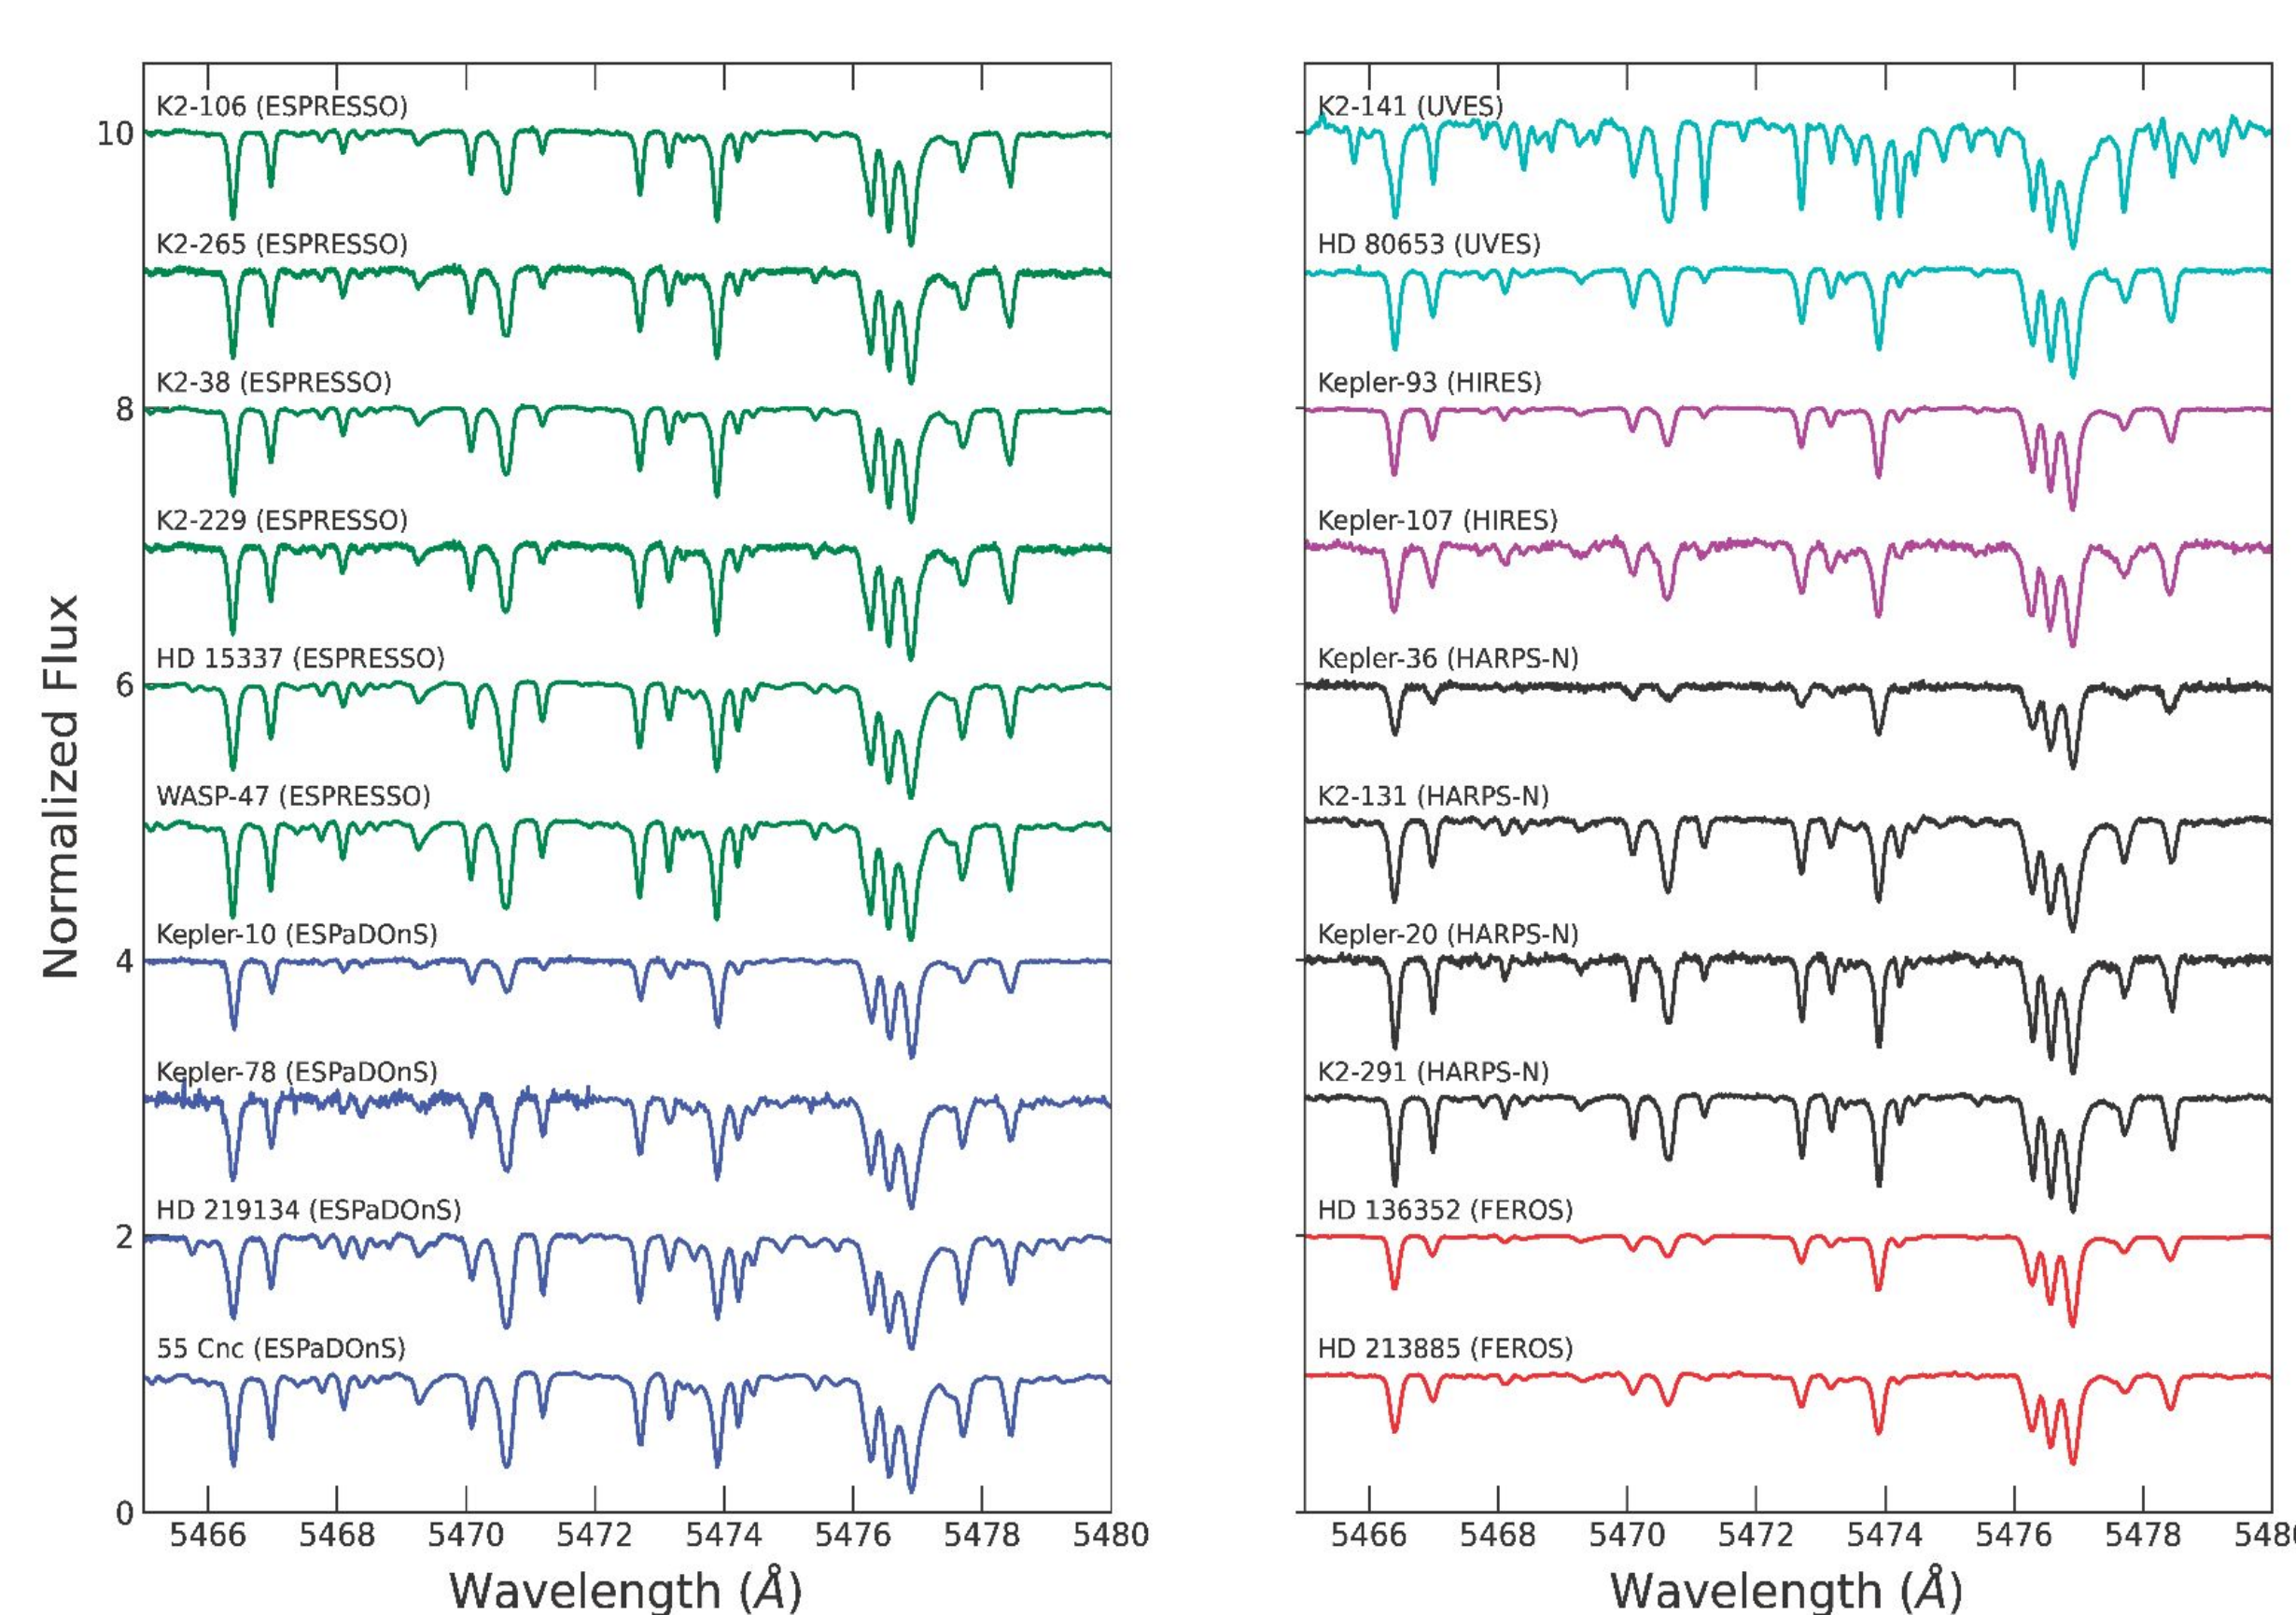 Normalized Flux
10
8
6
4
2
0
K2-106 (ESPRESSO)
K2-265 (ESPRESSO)
K2-38 (ESPRESSO)
K2-229 (ESPRESSO)
HD 15337 (ESPRESSO)
WASP-47 (ESPRESSO)
Kepler-10 (ESPaDOnS)
Kepler-78 (ESPaDOnS)
HD 219134 (ESPaDOnS)
55 Cnc (ESPaDOnS)
5466 5468 5470 5472 5474 5476 5478 5480
Wavelength (Å)
K2-141 (UVES)
HD 80653 (UVES)
Kepler-93 (HIRES)
Kepler-107 (HIRES)
Kepler-36 (HARPS-N)
K2-131 (HARPS-N)
Kepler-20 (HARPS-N)
K2-291 (HARPS-N)
HD 136352 (FEROS)
HD 213885 (FEROS)
5466 5468 5470 5472 5474 5476 5478 5480
Wavelength (Å)